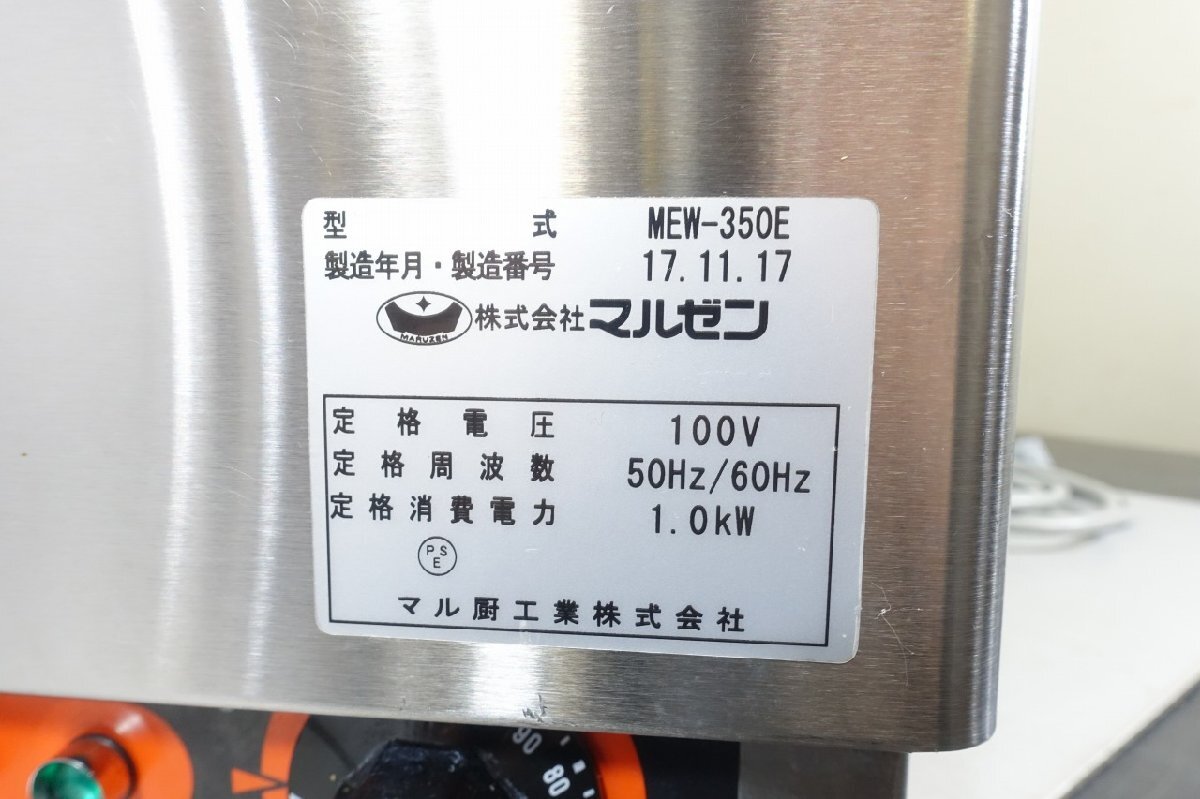 型式 MEW-350E
製造年月・製造番号 17.11.17
MARUZEN 株式会社マルゼン
定格電圧 100V
定格周波数 50Hz/60Hz
定格消費電力 1.0kW
PSE
マル厨工業株式会社
90 80